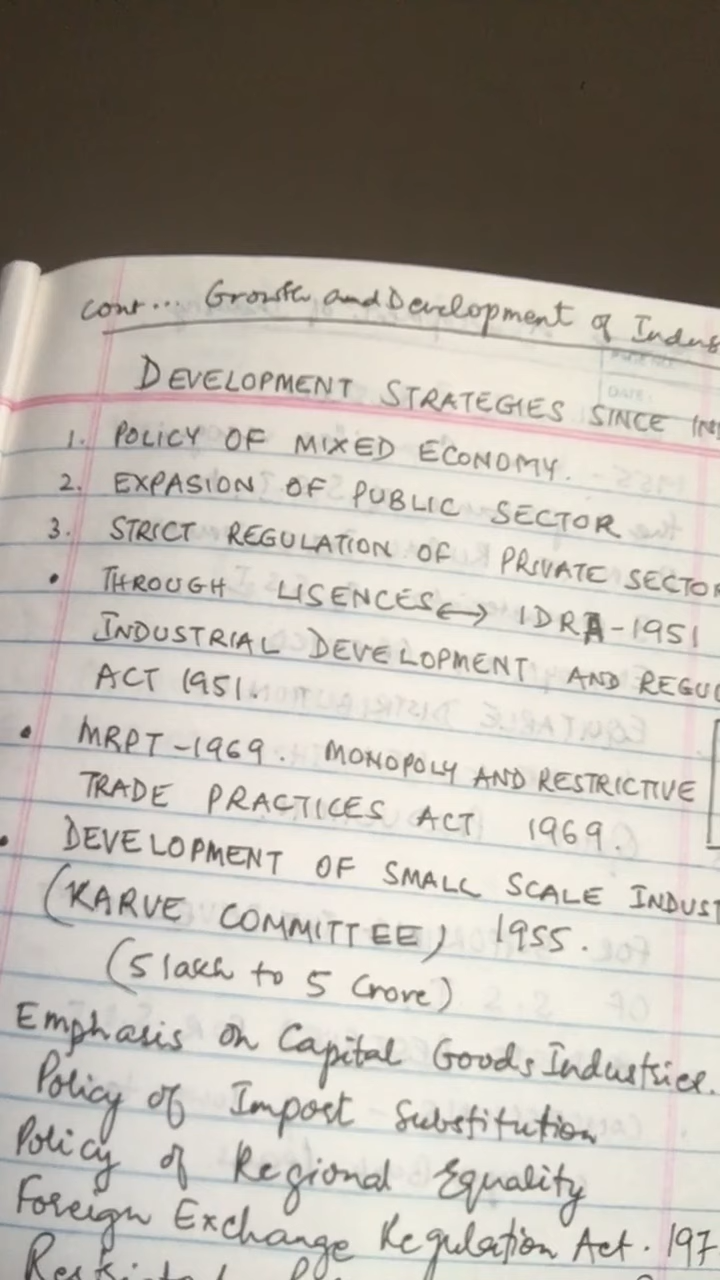 cont... Growth and Development of Indus
DEVELOPMENT STRATEGIES SINCE IN
1. POLICY OF MIXED ECONOMY.
2. EXPASION OF PUBLIC SECTOR
3. STRICT REGULATION OF PRIVATE SECTOR
• THROUGH LISENCES ↔ IDRA-1951
INDUSTRIAL DEVELOPMENT AND REGU
ACT 1951.
• MRPT-1969. MONOPOLY AND RESTRICTIVE
TRADE PRACTICES ACT 1969.
• DEVELOPMENT OF SMALL SCALE INDUST
(KARVE COMMITTEE) 1955.
(5 lakh to 5 Crore)
Emphasis on Capital Goods Industries.
Policy of Import Substitution
Policy of Regional Equality
Foreign Exchange Regulation Act. 197